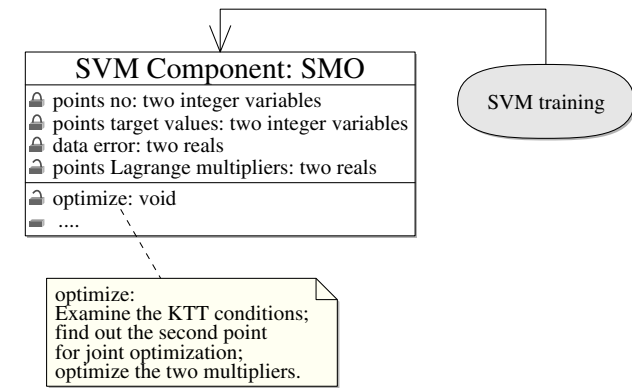 SVM Component: SMO
points no: two integer variables
points target values: two integer variables
data error: two reals
points Lagrange multipliers: two reals
optimize: void
....
SVM training
optimize:
Examine the KTT conditions;
find out the second point
for joint optimization;
optimize the two multipliers.